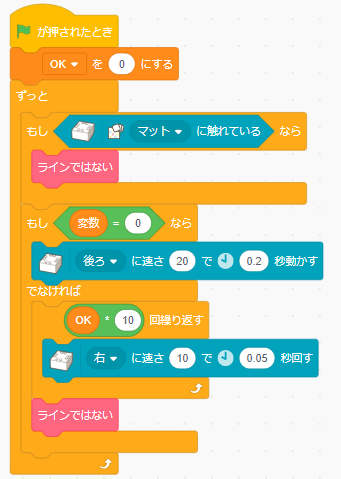 が押されたとき
OK を 0 にする
ずっと
もし マット に触れている なら
ラインではない
もし 変数 = 0 なら
後ろ に速さ 20 で 0.2 秒動かす
でなければ
OK * 10 回繰り返す
右 に速さ 10 で 0.05 秒回す
ラインではない